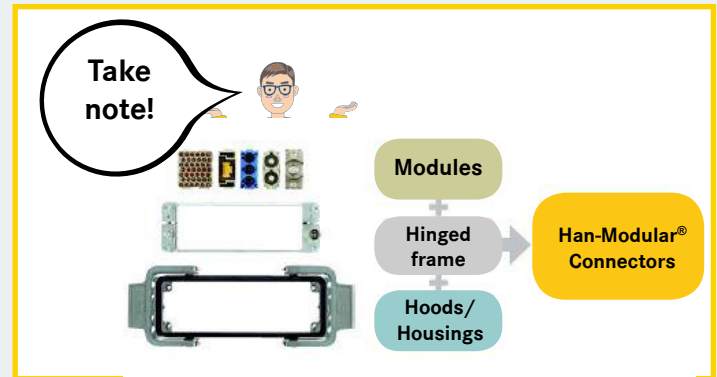 Take
note!
Modules
+
Hinged
frame
+
Hoods/
Housings
Han-Modular®
Connectors